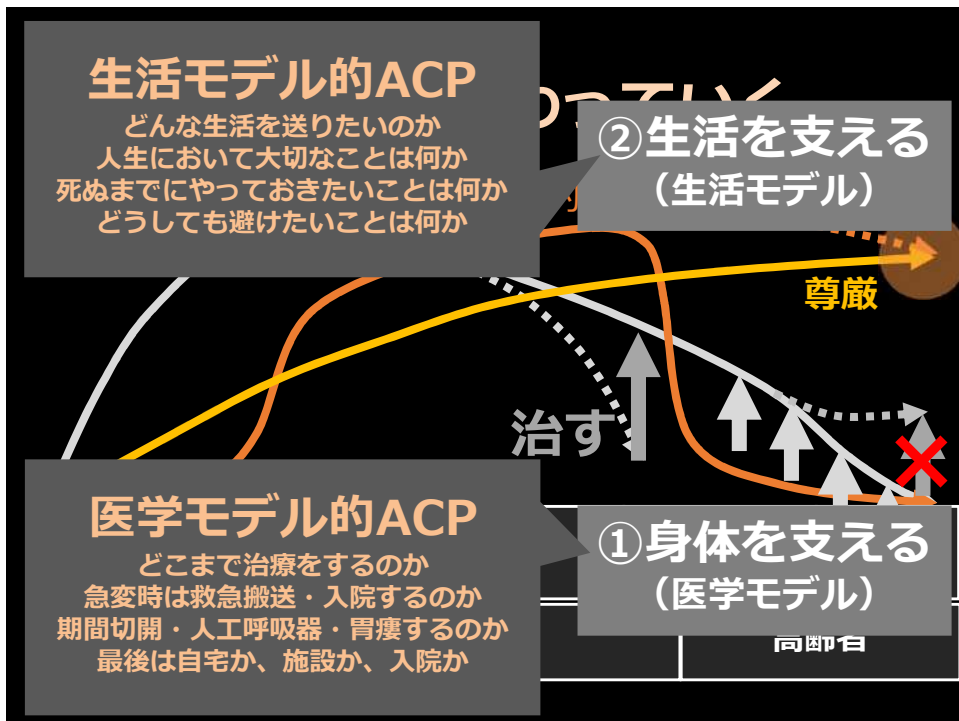 生活モデル的ACP
どんな生活を送りたいのか
人生において大切なことは何か
死ぬまでにやっておきたいことは何か
どうしても避けたいことは何か
っていく
②生活を支える
（生活モデル）
尊厳
治す
医学モデル的ACP
どこまで治療をするのか
急変時は救急搬送・入院するのか
期間切開・人工呼吸器・胃瘻するのか
最後は自宅か、施設か、入院か
①身体を支える
（医学モデル）
高齢者